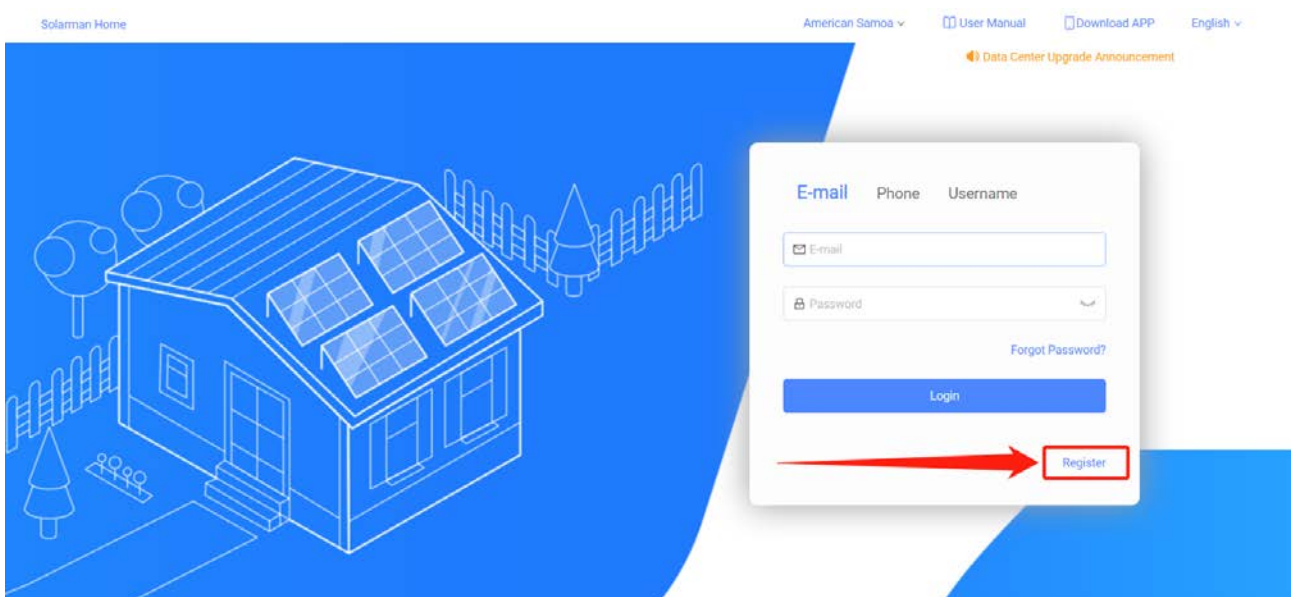 Solarman Home
American Samoa
User Manual
Download APP
English
Data Center Upgrade Announcement
E-mail
Phone
Username
E-mail
Password
Forgot Password?
Login
Register